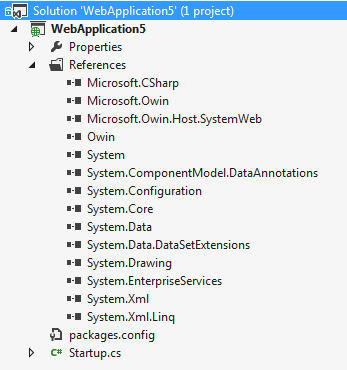 Solution 'WebApplication5' (1 project)
WebApplication5
Properties
References
Microsoft.CSharp
Microsoft.Owin
Microsoft.Owin.Host.SystemWeb
Owin
System
System.ComponentModel.DataAnnotations
System.Configuration
System.Core
System.Data
System.Data.DataSetExtensions
System.Drawing
System.EnterpriseServices
System.Xml
System.Xml.Linq
packages.config
C# Startup.cs